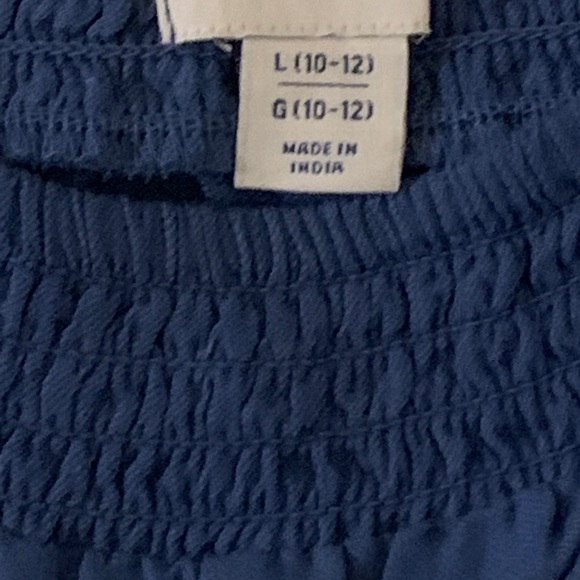 L (10-12)
G (10-12)
MADE IN
INDIA